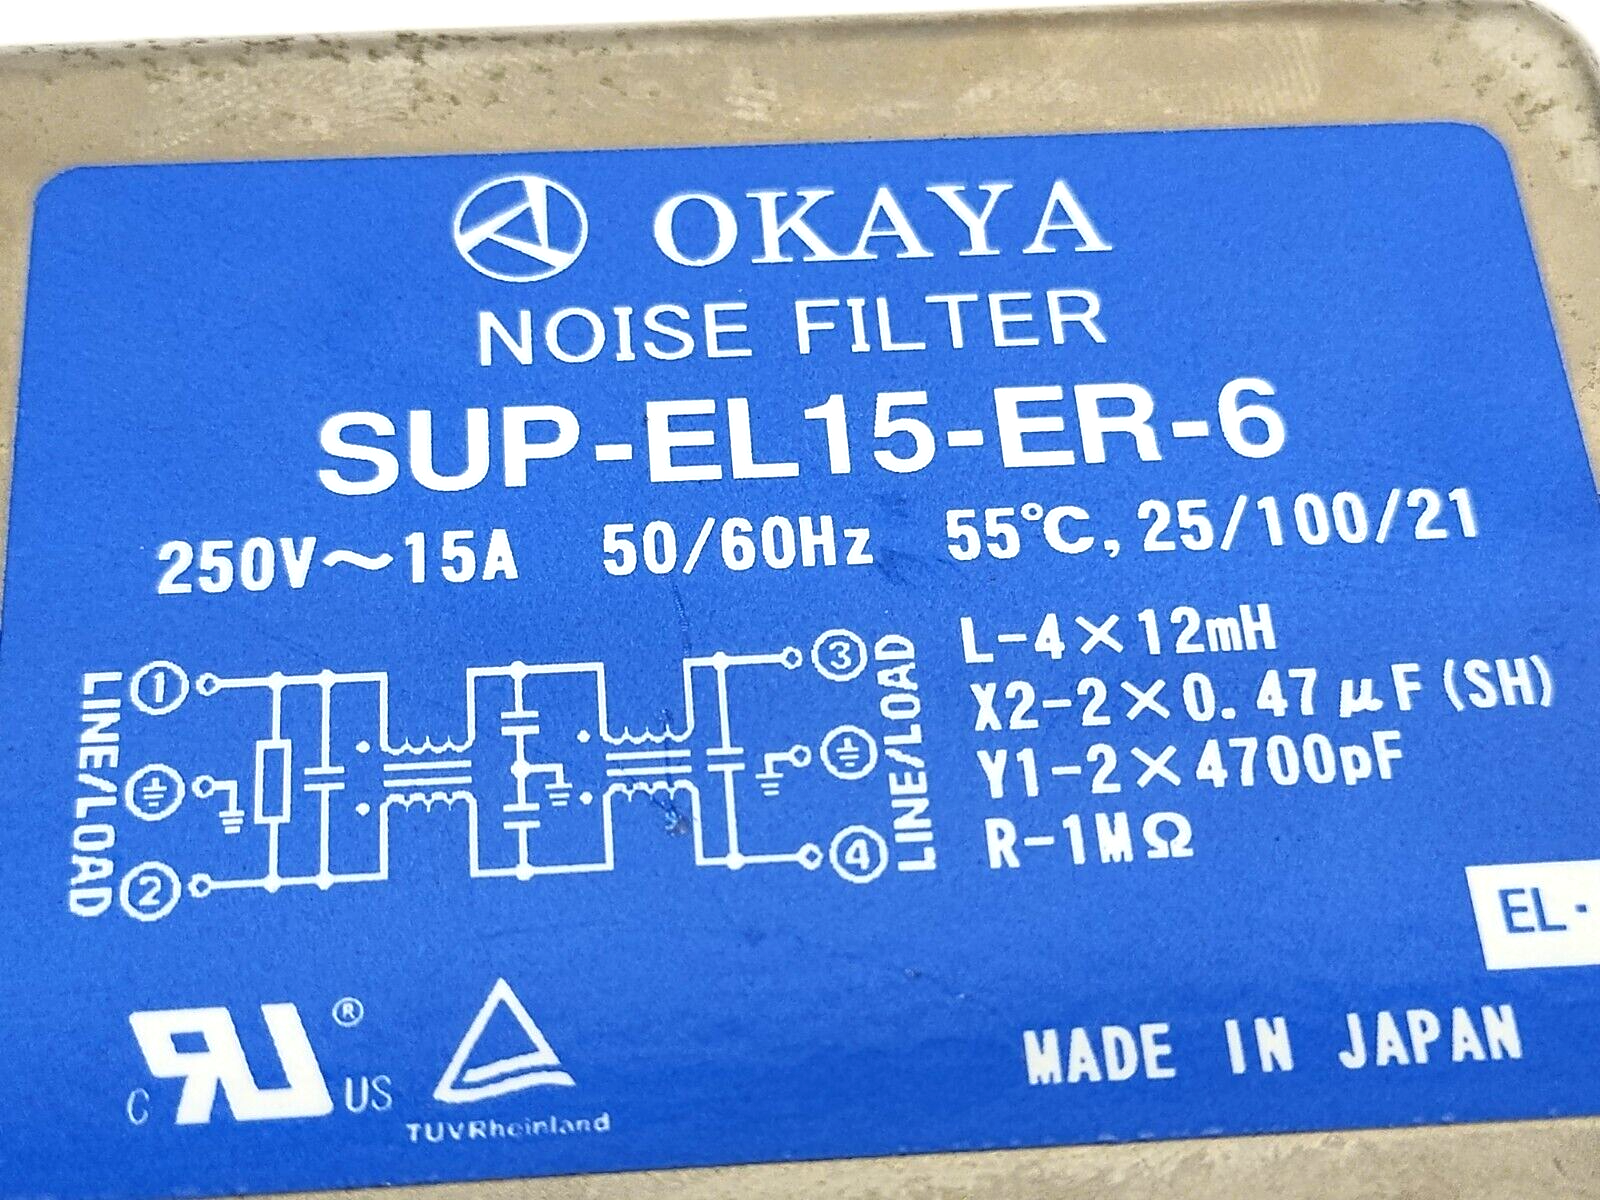 OKAYA
NOISE FILTER
SUP-EL15-ER-6
250V～15A 50/60Hz 55℃, 25/100/21
LINE/LOAD
①
②
③
④
LINE/LOAD
L-4×12mH
X2-2×0.47μF(SH)
Y1-2×4700pF
R-1MΩ
EL-
C RU ® US
TUVRheinland
MADE IN JAPAN